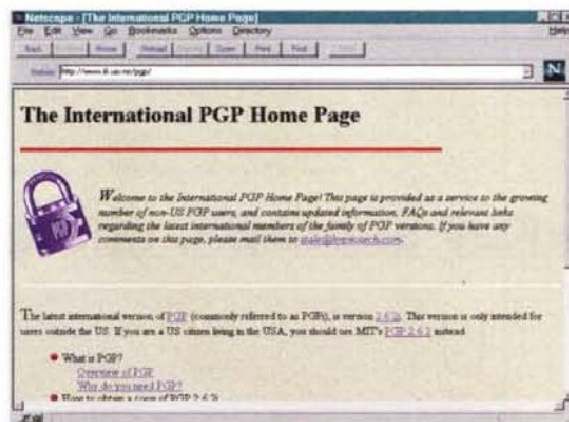 Netscape - [The International PGP Home Page]
File Edit View Go Bookmarks Options Directory Help
Back Home Reload Open Print Find
The International PGP Home Page
PGP
Welcome to the International PGP Home Page! This page is provided as a service to the growing
number of non-US PGP users, and contains updated information, FAQs and relevant links
regarding the latest international members of the family of PGP versions. If you have any
comments on this page, please mail them to
The latest international version of PGP (commonly referred to as PGPi), is version 2.6.2i. This version is only intended for
users outside the US. If you are a US citizen living in the USA, you should use MIT's PGP 2.6.2 instead.
What is PGP?
Overview of PGP
Why do you need PGP?
How to obtain a copy of PGP 2.6.2i